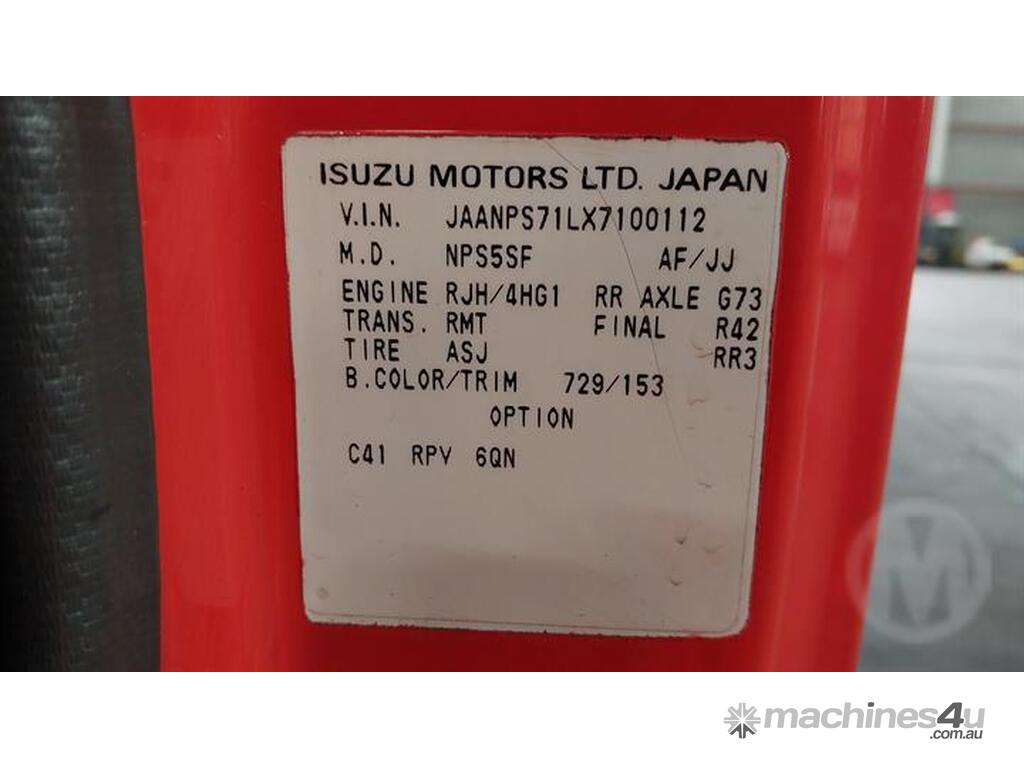 ISUZU MOTORS LTD. JAPAN
V.I.N. JAANPS71LX7100112
M.D. NPS5SF AF/JJ
ENGINE RJH/4HG1 RR AXLE G73
TRANS. RMT FINAL R42
TIRE ASJ RR3
B.COLOR/TRIM 729/153
OPTION
C41 RPV 6QN
M
machines4u
.com.au